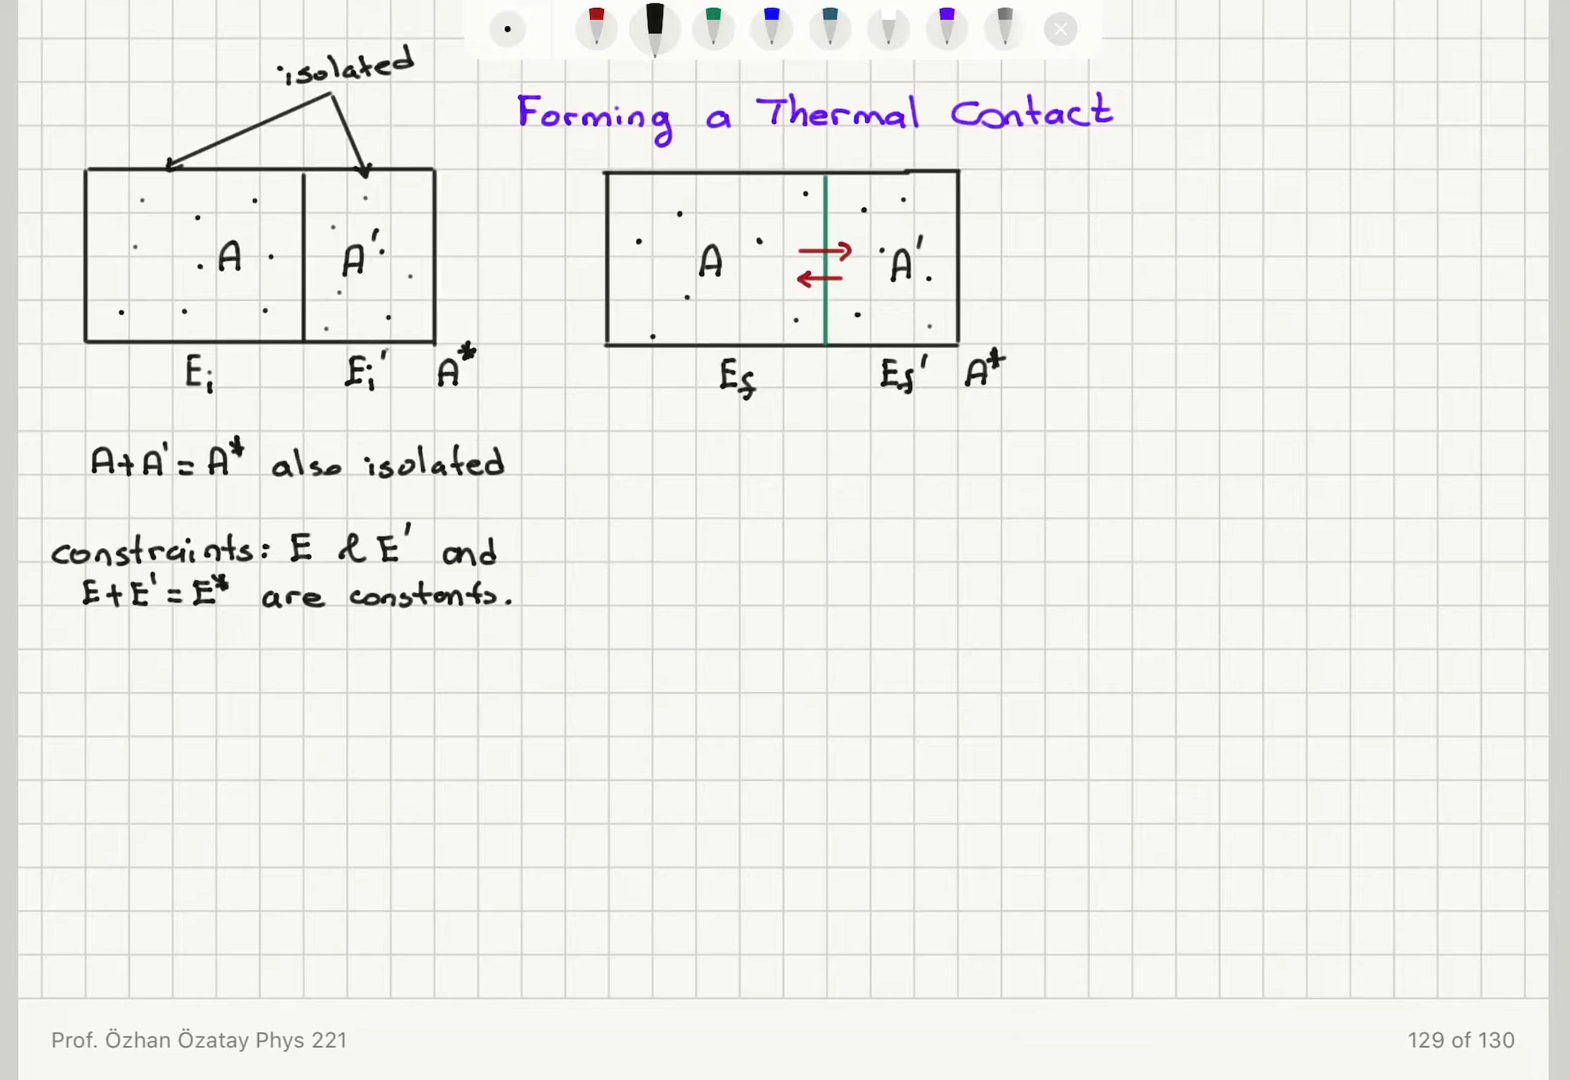 isolated
Forming a Thermal Contact
A A'
A A'
Ei Ei' A*
Ef Ef' A*
A+A'= A* also isolated
constraints: E & E' and
E+E'=E* are constants.
Prof. Özhan Özatay Phys 221
129 of 130